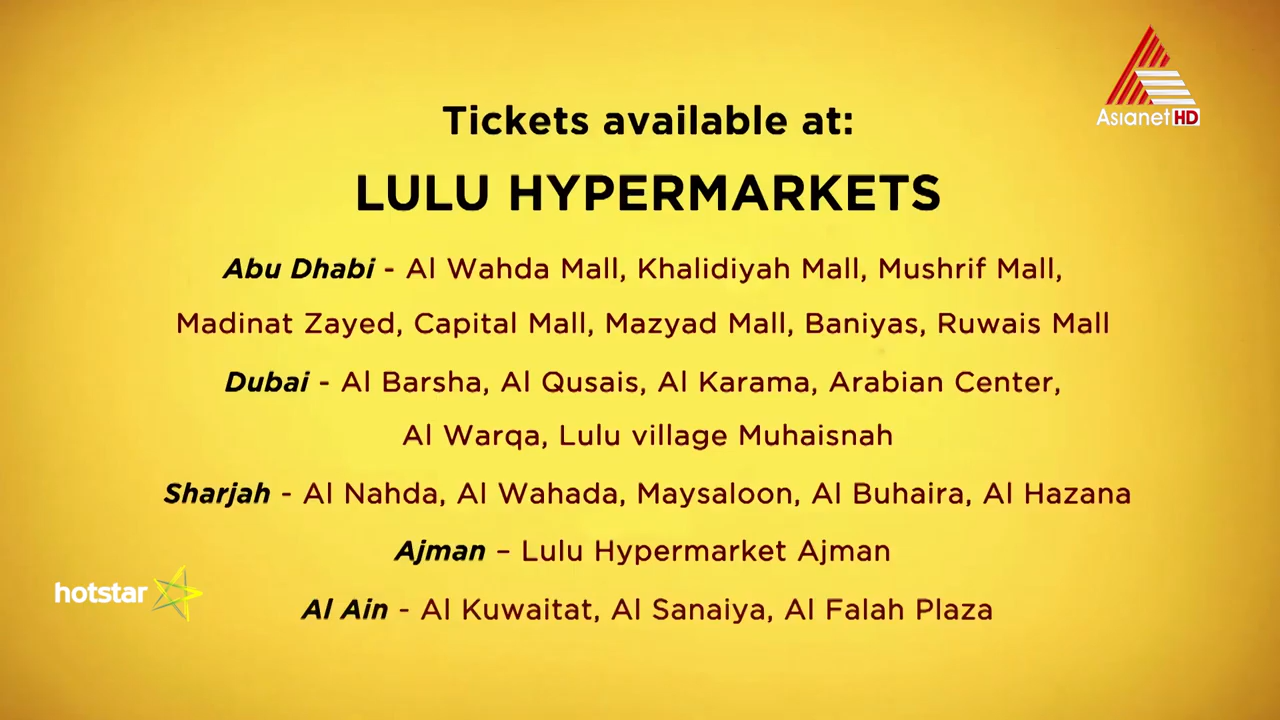 Asianet HD
Tickets available at:
LULU HYPERMARKETS
Abu Dhabi - Al Wahda Mall, Khalidiyah Mall, Mushrif Mall,
Madinat Zayed, Capital Mall, Mazyad Mall, Baniyas, Ruwais Mall
Dubai - Al Barsha, Al Qusais, Al Karama, Arabian Center,
Al Warqa, Lulu village Muhaisnah
Sharjah - Al Nahda, Al Wahada, Maysaloon, Al Buhaira, Al Hazana
Ajman – Lulu Hypermarket Ajman
hotstar
Al Ain - Al Kuwaitat, Al Sanaiya, Al Falah Plaza